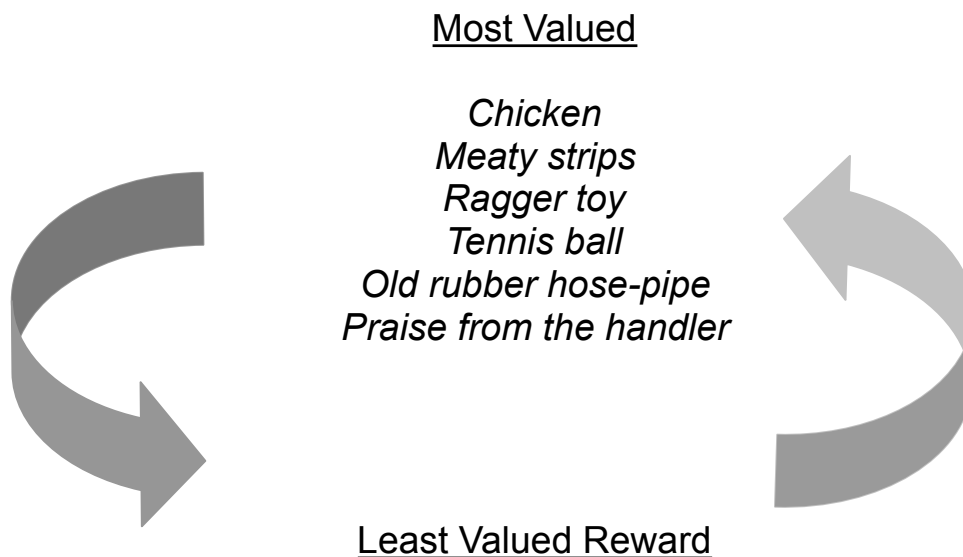 Most Valued
Chicken
Meaty strips
Ragger toy
Tennis ball
Old rubber hose-pipe
Praise from the handler
Least Valued Reward